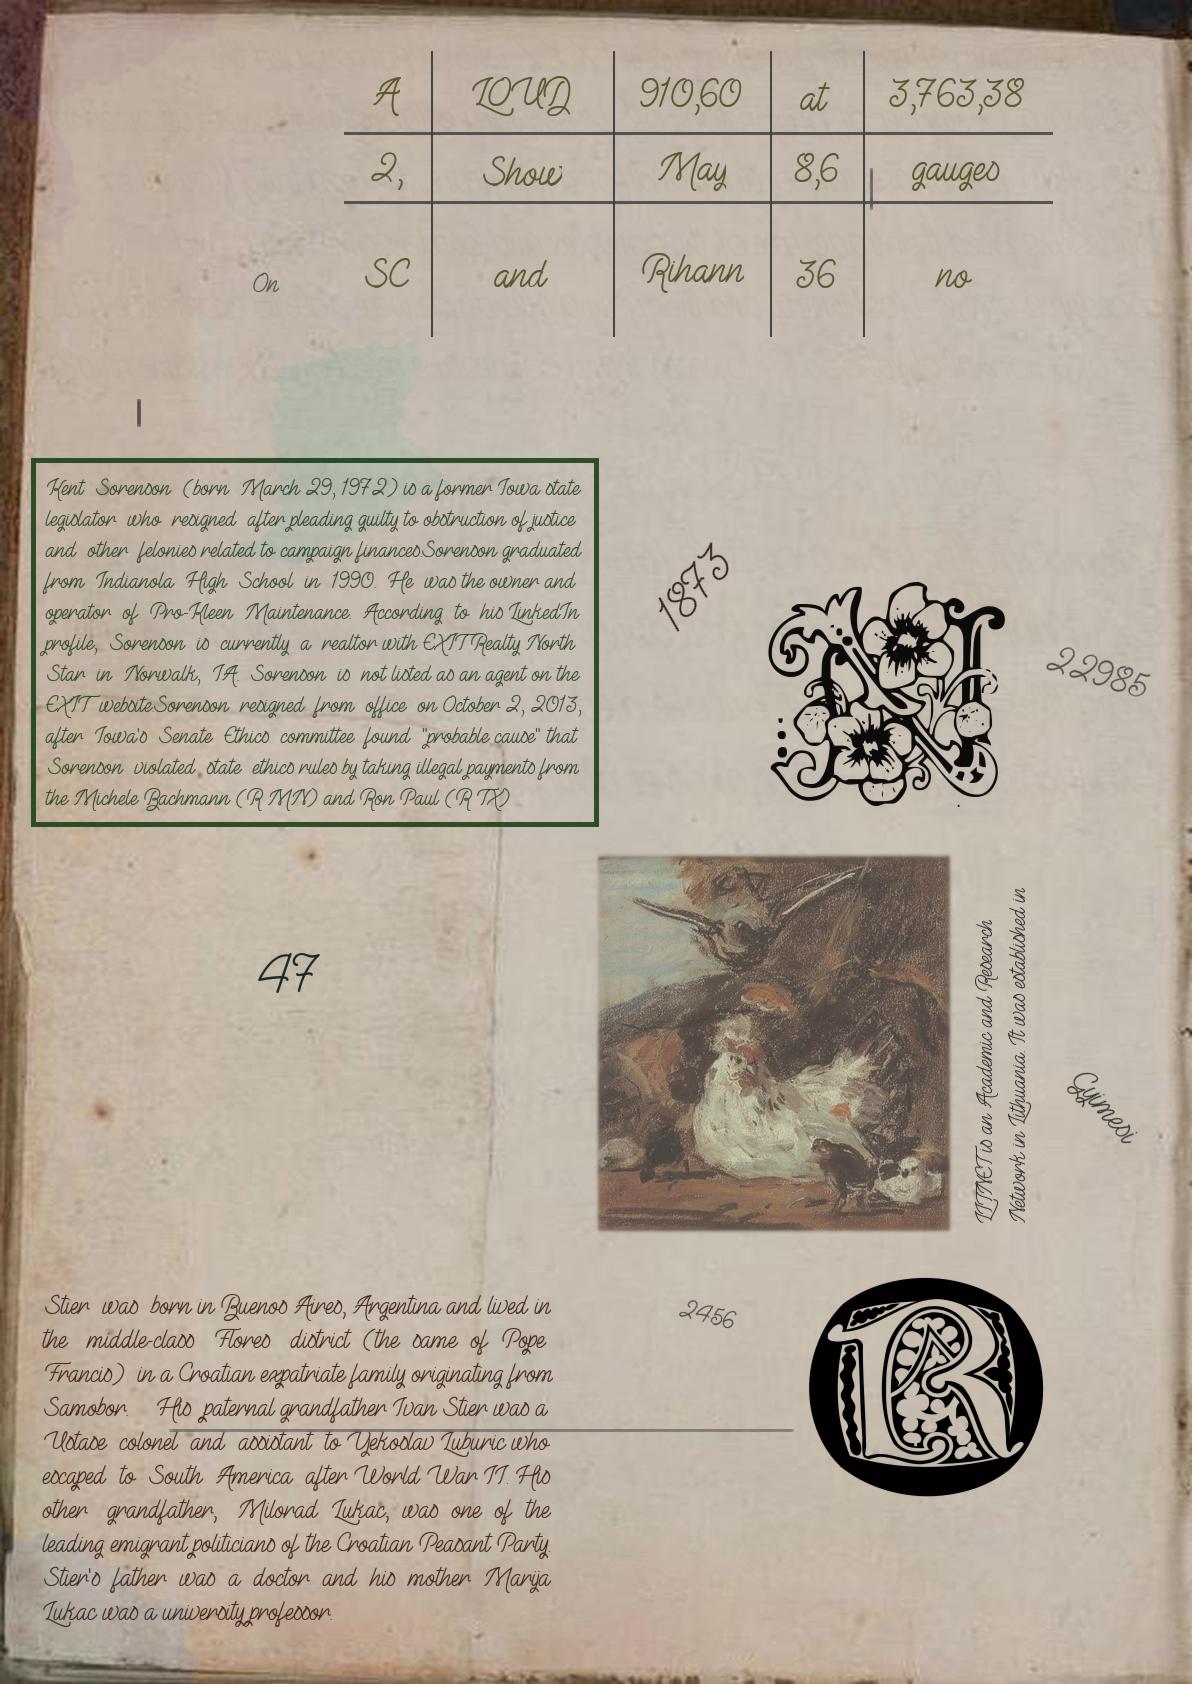 A LOUD 910,60 at 3,763,38
2, Show May 8,6 gauges
SC and Rihann 36 no
On
Kent Sorenson (born March 29, 1972) is a former Iowa state
legislator who resigned after pleading guilty to obstruction of justice
and other felonies related to campaign financesSorenson graduated
from Indianola High School in 1990. He was the owner and
operator of Pro-Kleen Maintenance. According to his LinkedIn
profile, Sorenson is currently a realtor with EXITRealty North
Star in Norwalk, IA. Sorenson is not listed as an agent on the
EXIT websiteSorenson resigned from office on October 2, 2013,
after Iowa's Senate Ethics committee found "probable cause" that
Sorenson violated state ethics rules by taking illegal payments from
the Michele Bachmann (R MN) and Ron Paul (R TX)
1873
N
22985
47
LITNET is an Academic and Research
Network in Lithuania. It was established in
Gyimesi
Stier was born in Buenos Aires, Argentina and lived in
the middle-class Flores district (the same of Pope
Francis) in a Croatian expatriate family originating from
Samobor. His paternal grandfather Ivan Stier was a
Ustase colonel and assistant to Vjekoslav Luburic who
escaped to South America after World War II. His
other grandfather, Milorad Lukac, was one of the
leading emigrant politicians of the Croatian Peasant Party.
Stier's father was a doctor and his mother Marija
Lukac was a university professor.
2456
R